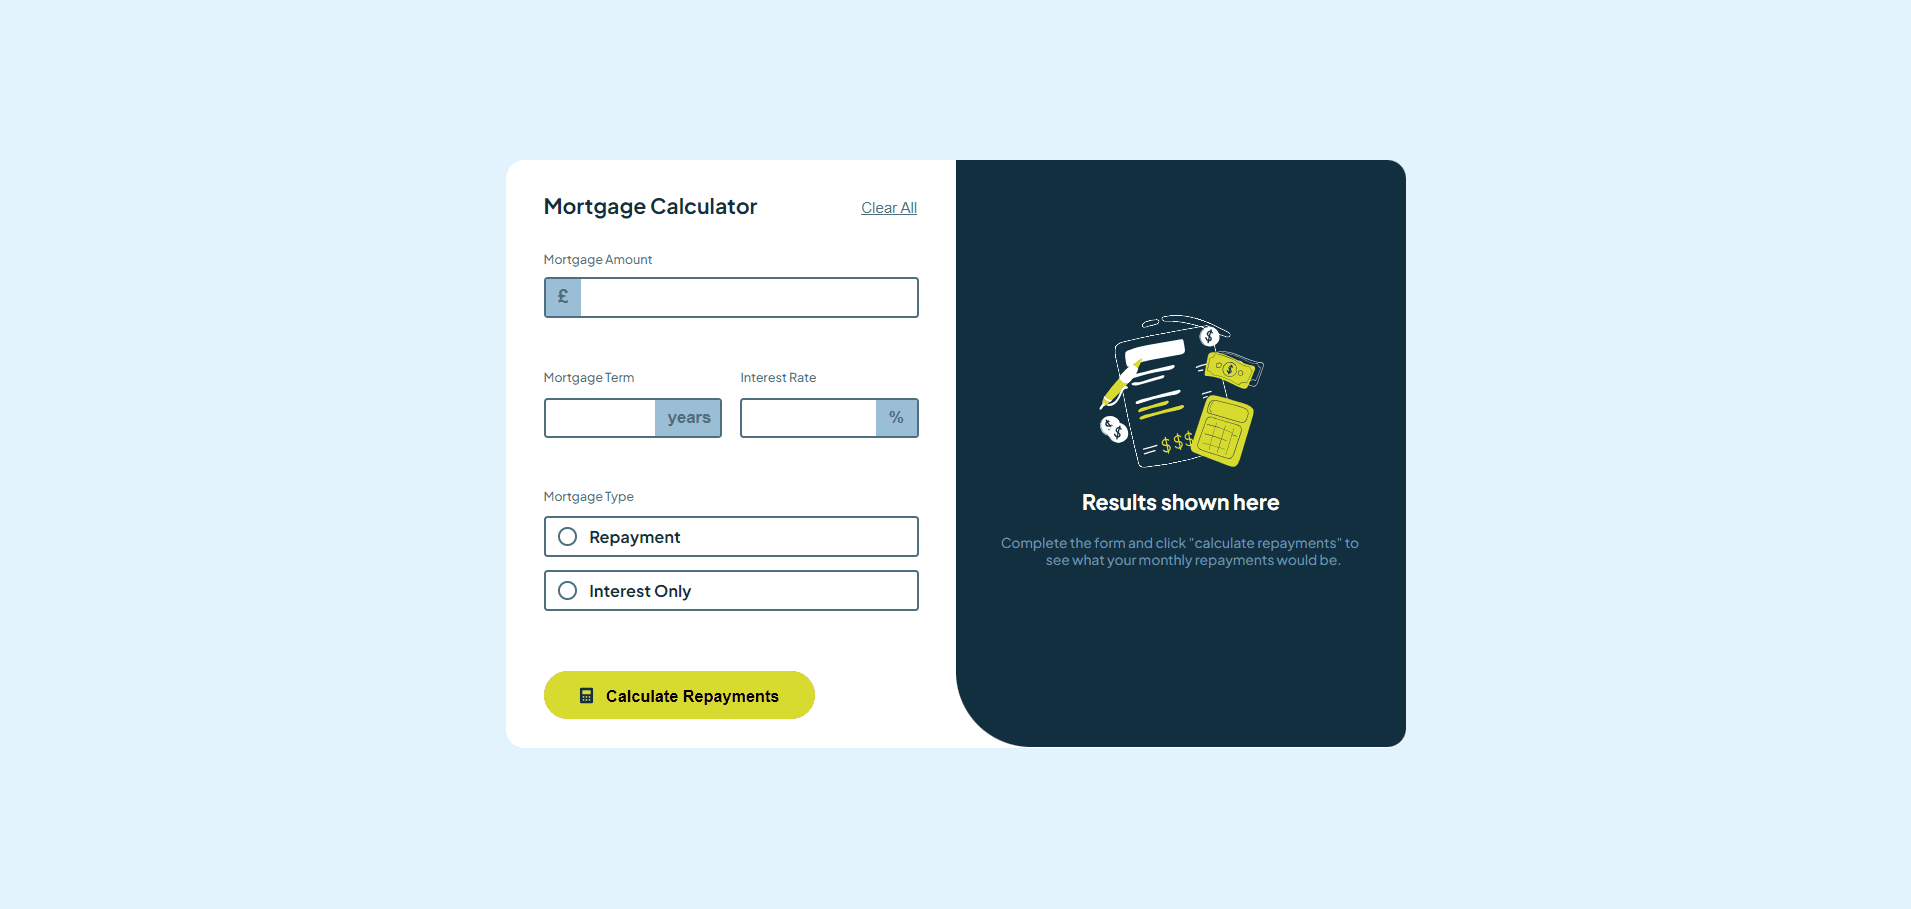 Mortgage Calculator
Clear All
Mortgage Amount
£
Mortgage Term
Interest Rate
years
%
Mortgage Type
Repayment
Interest Only
Calculate Repayments
$
$
$
$
$$$
Results shown here
Complete the form and click "calculate repayments" to
see what your monthly repayments would be.